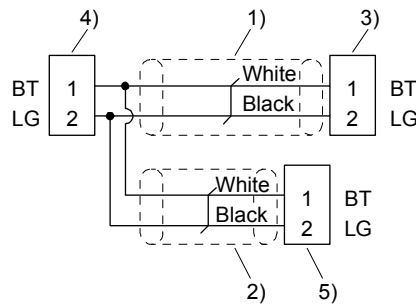 4) 1) 3)
White
BT 1 1 BT
Black
LG 2 2 LG
White
1 BT
Black
2 LG
2) 5)